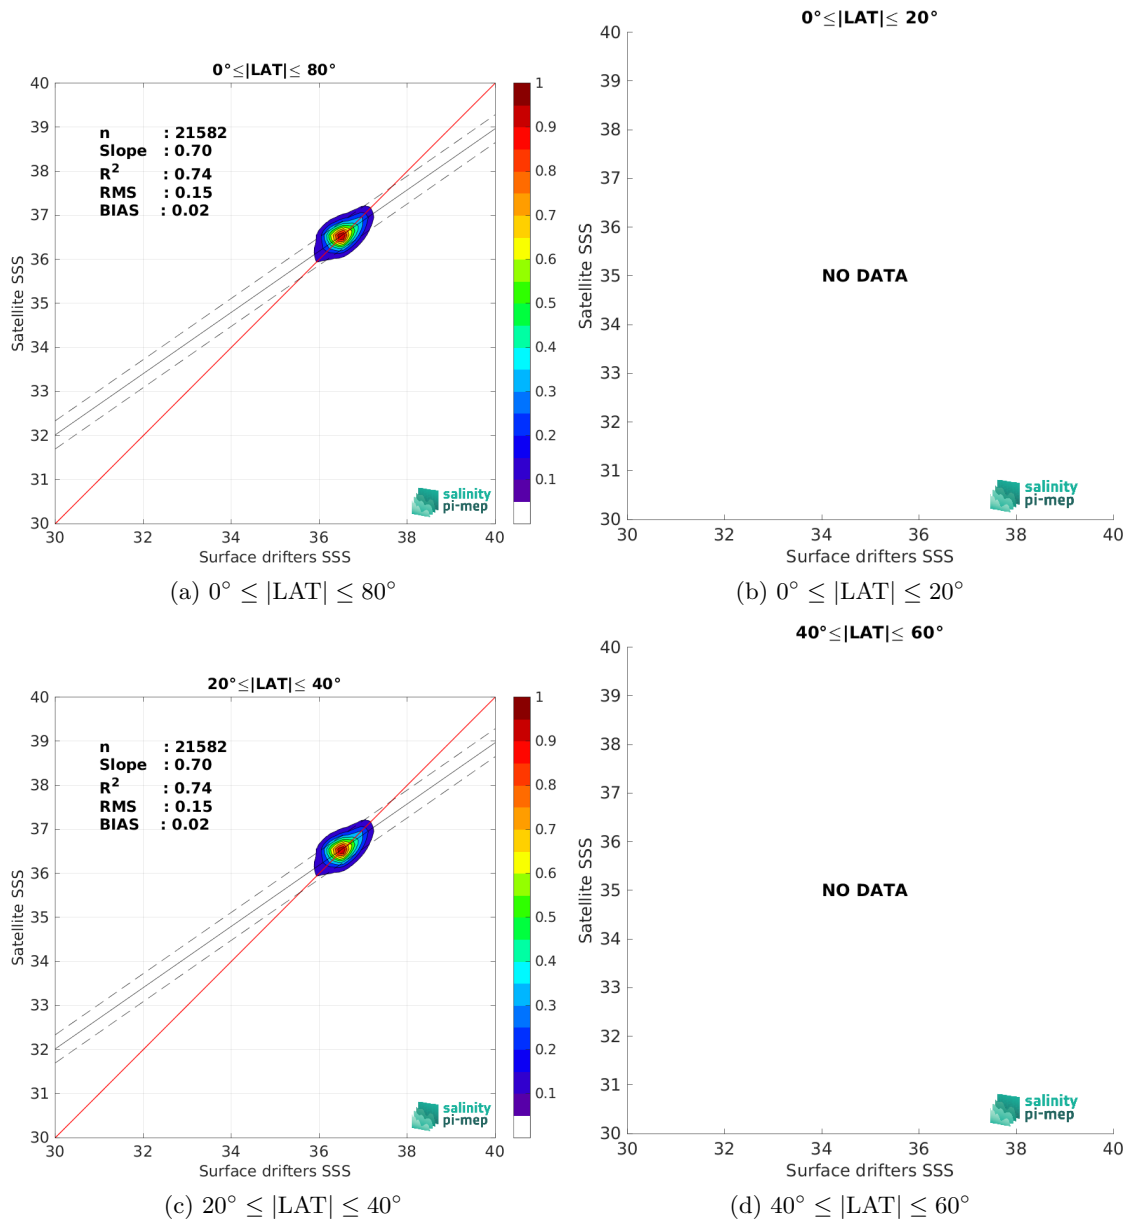 0°≤|LAT|≤ 80°
40
39
38
37
36
35
34
33
32
31
30
Satellite SSS
n : 21582
Slope : 0.70
R² : 0.74
RMS : 0.15
BIAS : 0.02
salinity
pi-mep
30 32 34 36 38 40
Surface drifters SSS
1
0.9
0.8
0.7
0.6
0.5
0.4
0.3
0.2
0.1
(a) 0° ≤ |LAT| ≤ 80°
0°≤|LAT|≤ 20°
40
39
38
37
36
35
34
33
32
31
30
Satellite SSS
NO DATA
salinity
pi-mep
30 32 34 36 38 40
Surface drifters SSS
(b) 0° ≤ |LAT| ≤ 20°
20°≤|LAT|≤ 40°
40
39
38
37
36
35
34
33
32
31
30
Satellite SSS
n : 21582
Slope : 0.70
R² : 0.74
RMS : 0.15
BIAS : 0.02
salinity
pi-mep
30 32 34 36 38 40
Surface drifters SSS
1
0.9
0.8
0.7
0.6
0.5
0.4
0.3
0.2
0.1
(c) 20° ≤ |LAT| ≤ 40°
40°≤|LAT|≤ 60°
40
39
38
37
36
35
34
33
32
31
30
Satellite SSS
NO DATA
salinity
pi-mep
30 32 34 36 38 40
Surface drifters SSS
(d) 40° ≤ |LAT| ≤ 60°